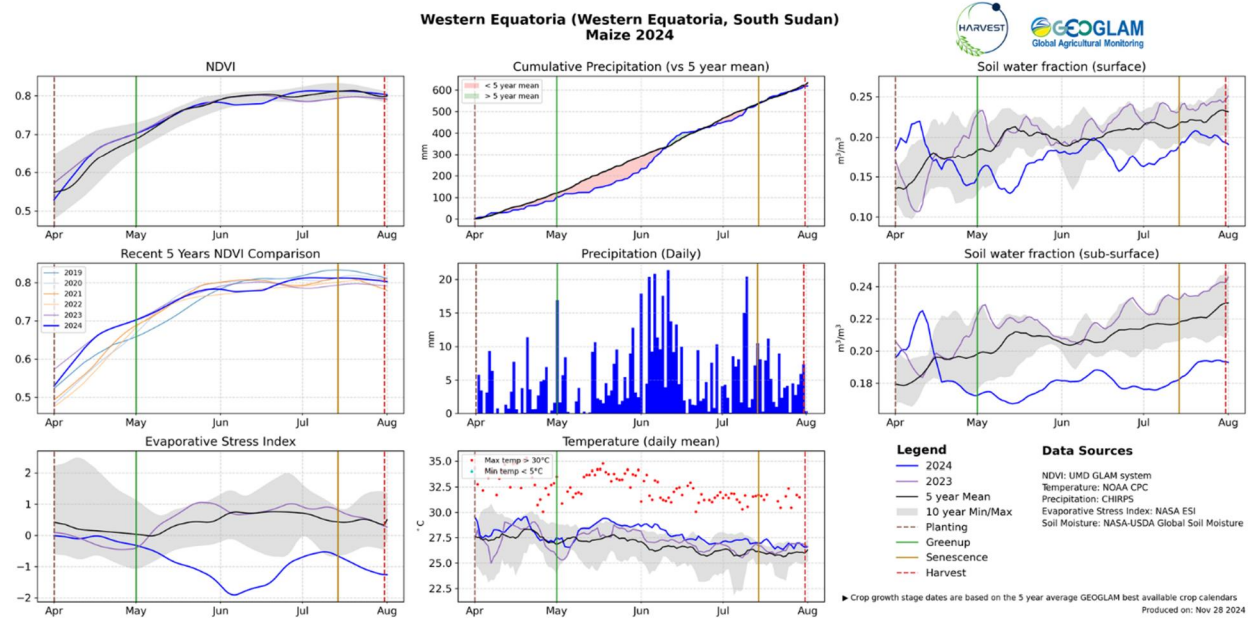 Western Equatoria (Western Equatoria, South Sudan)
Maize 2024
HARVEST
GEOGLAM
Global Agricultural Monitoring
NDVI
0.8
0.7
0.6
0.5
Apr May Jun Jul Aug
Cumulative Precipitation (vs 5 year mean)
< 5 year mean
> 5 year mean
mm
600
500
400
300
200
100
0
Apr May Jun Jul Aug
Soil water fraction (surface)
m³/m³
0.25
0.20
0.15
0.10
Apr May Jun Jul Aug
Recent 5 Years NDVI Comparison
2019
2020
2021
2022
2023
2024
0.8
0.7
0.6
0.5
Apr May Jun Jul Aug
Precipitation (Daily)
mm
20
15
10
5
0
Apr May Jun Jul Aug
Soil water fraction (sub-surface)
m³/m³
0.24
0.22
0.20
0.18
Apr May Jun Jul Aug
Evaporative Stress Index
2
1
0
−1
−2
Apr May Jun Jul Aug
Temperature (daily mean)
Max temp > 30°C
Min temp < 5°C
°C
35.0
32.5
30.0
27.5
25.0
22.5
Apr May Jun Jul Aug
Legend
2024
2023
5 year Mean
10 year Min/Max
Planting
Greenup
Senescence
Harvest
Data Sources
NDVI: UMD GLAM system
Temperature: NOAA CPC
Precipitation: CHIRPS
Evaporative Stress Index: NASA ESI
Soil Moisture: NASA-USDA Global Soil Moisture
▶ Crop growth stage dates are based on the 5 year average GEOGLAM best available crop calendars
Produced on: Nov 28 2024